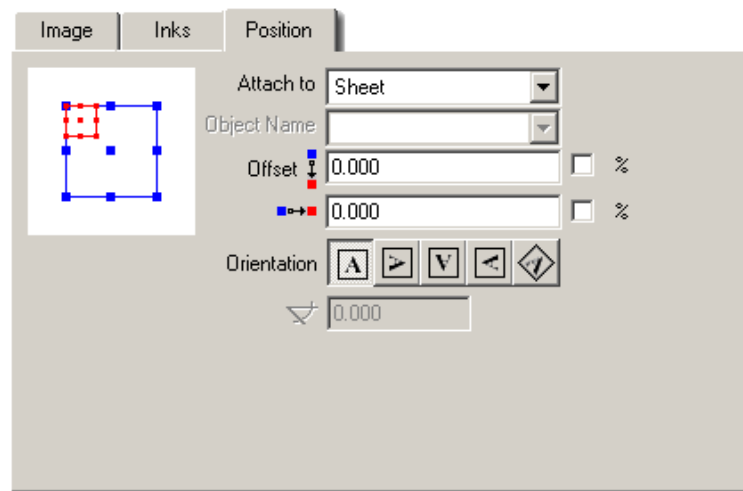 Image Inks Position
Attach to Sheet
Object Name
Offset 0.000 %
0.000 %
Orientation A A A A A
0.000